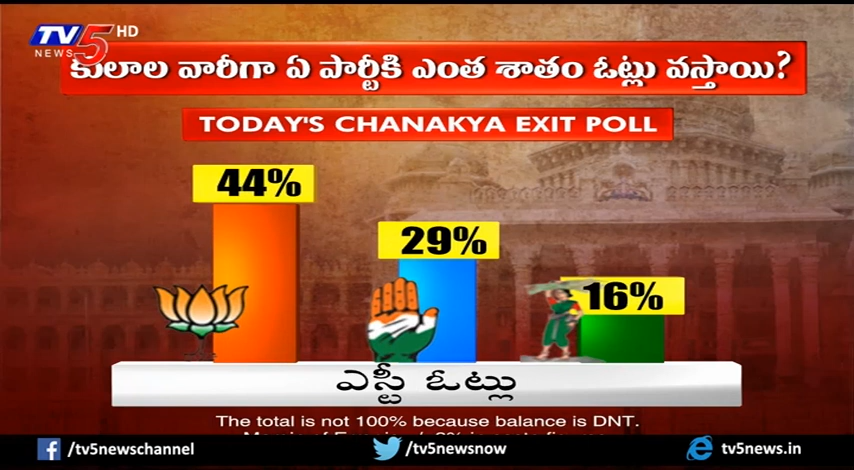 TV5 HD
NEWS
కులాల వారీగా ఏ పార్టీకి ఎంత శాతం ఓట్లు వస్తాయి?
TODAY'S CHANAKYA EXIT POLL
44%
29%
16%
ఎస్టీ ఓట్లు
The total is not 100% because balance is DNT.
/tv5newschannel /tv5newsnow tv5news.in